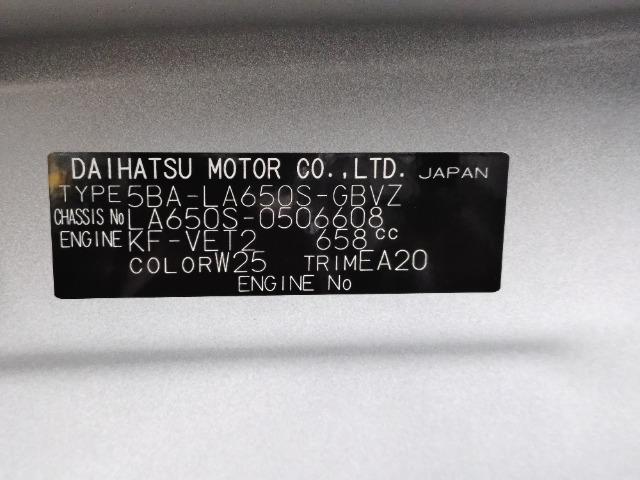 DAIHATSU MOTOR CO.,LTD. JAPAN
TYPE 5BA-LA650S-GBVZ
CHASSIS No LA650S-0506608
ENGINE KF-VET2 658cc
COLOR W25 TRIM EA20
ENGINE No